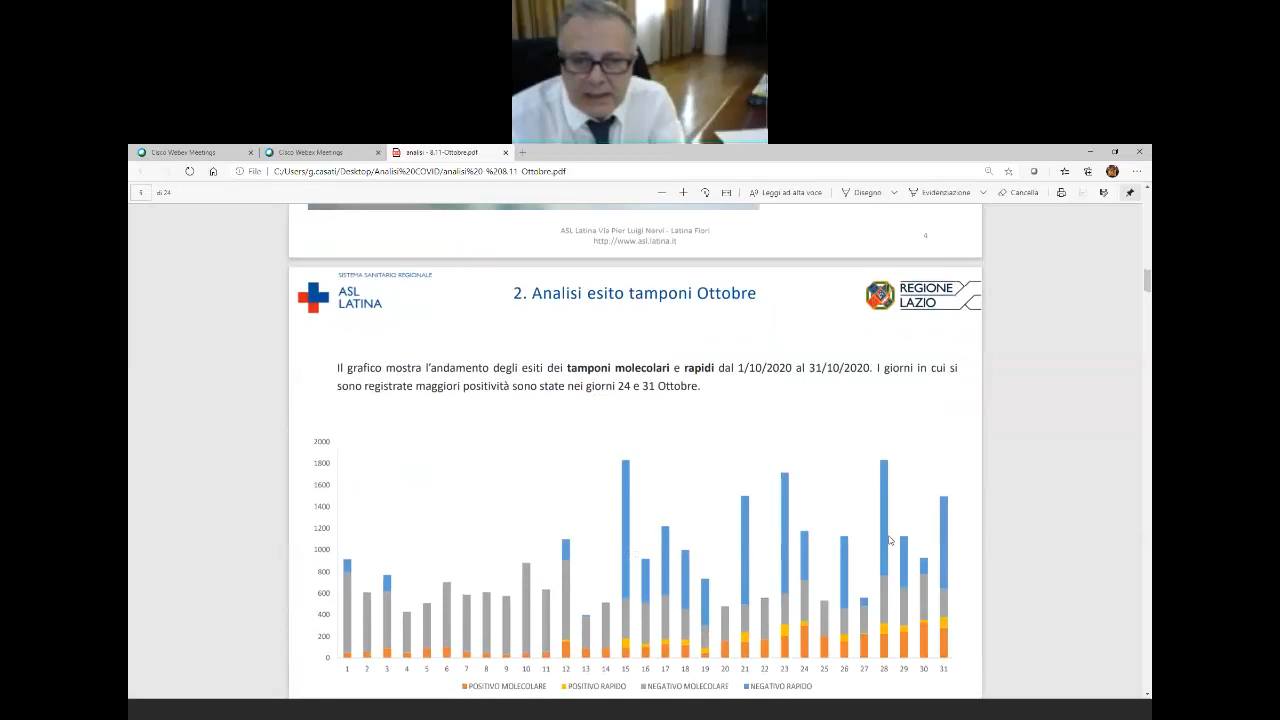 Cisco Webex Meetings
Cisco Webex Meetings
analisi - 8.11-Ottobre.pdf
File
C:/Users/g.casati/Desktop/Analisi%20COVID/analisi%20-%208.11-Ottobre.pdf
5 di 24
Leggi ad alta voce
Disegno
Evidenziazione
Cancella
ASL Latina Via Pier Luigi Nervi - Latina Fiori
http://www.asl.latina.it
4
SISTEMA SANITARIO REGIONALE
ASL
LATINA
2. Analisi esito tamponi Ottobre
REGIONE
LAZIO
Il grafico mostra l'andamento degli esiti dei tamponi molecolari e rapidi dal 1/10/2020 al 31/10/2020. I giorni in cui si
sono registrate maggiori positività sono state nei giorni 24 e 31 Ottobre.
2000
1800
1600
1400
1200
1000
800
600
400
200
0
1 2 3 4 5 6 7 8 9 10 11 12 13 14 15 16 17 18 19 20 21 22 23 24 25 26 27 28 29 30 31
POSITIVO MOLECOLARE POSITIVO RAPIDO NEGATIVO MOLECOLARE NEGATIVO RAPIDO